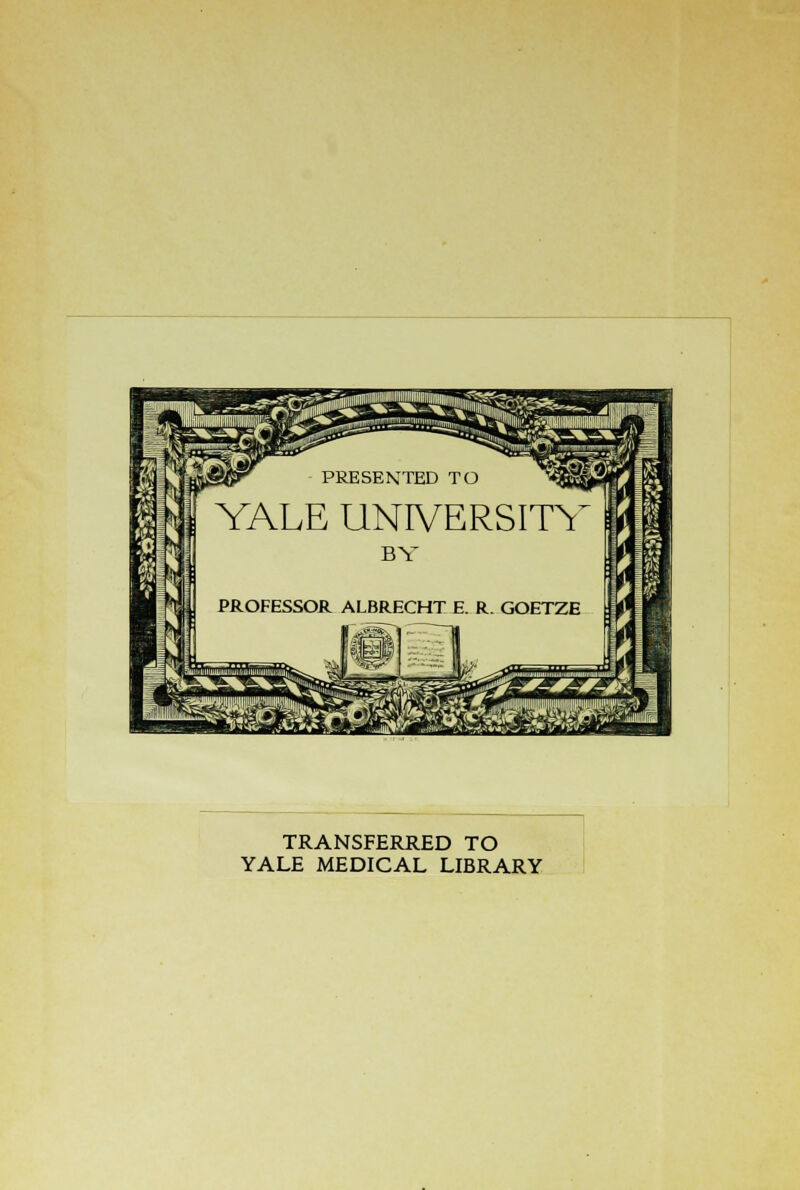 PRESENTED TO
YALE UNIVERSITY
BY
PROFESSOR ALBRECHT E. R. GOETZE
TRANSFERRED TO
YALE MEDICAL LIBRARY